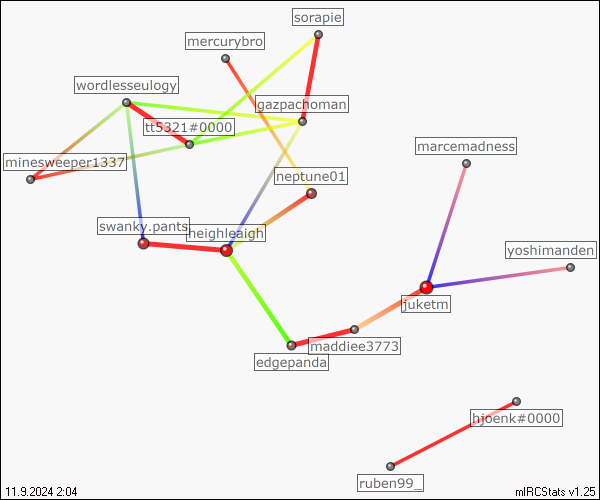 sorapie
mercurybro
wordlesseulogy
gazpachoman
tt5321#0000
marcemadness
minesweeper1337
neptune01
swanky.pants
heighleaigh
yoshimanden
juketm
maddiee3773
edgepanda
hjoenk#0000
ruben99_
11.9.2024 2:04
mIRCStats v1.25